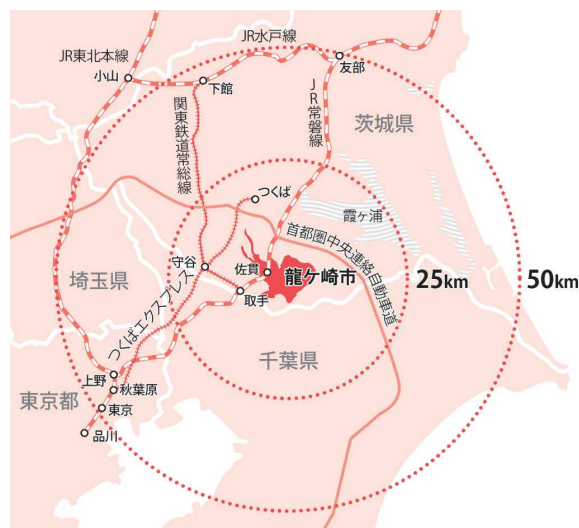 JR水戸線
JR東北本線
小山
友部
下館
関東鉄道常総線
JR常磐線
茨城県
つくば
霞ヶ浦
首都圏中央連絡自動車道
守谷
佐貫
龍ケ崎市
25km
50km
埼玉県
つくばエクスプレス
取手
千葉県
上野
秋葉原
東京都
東京
品川